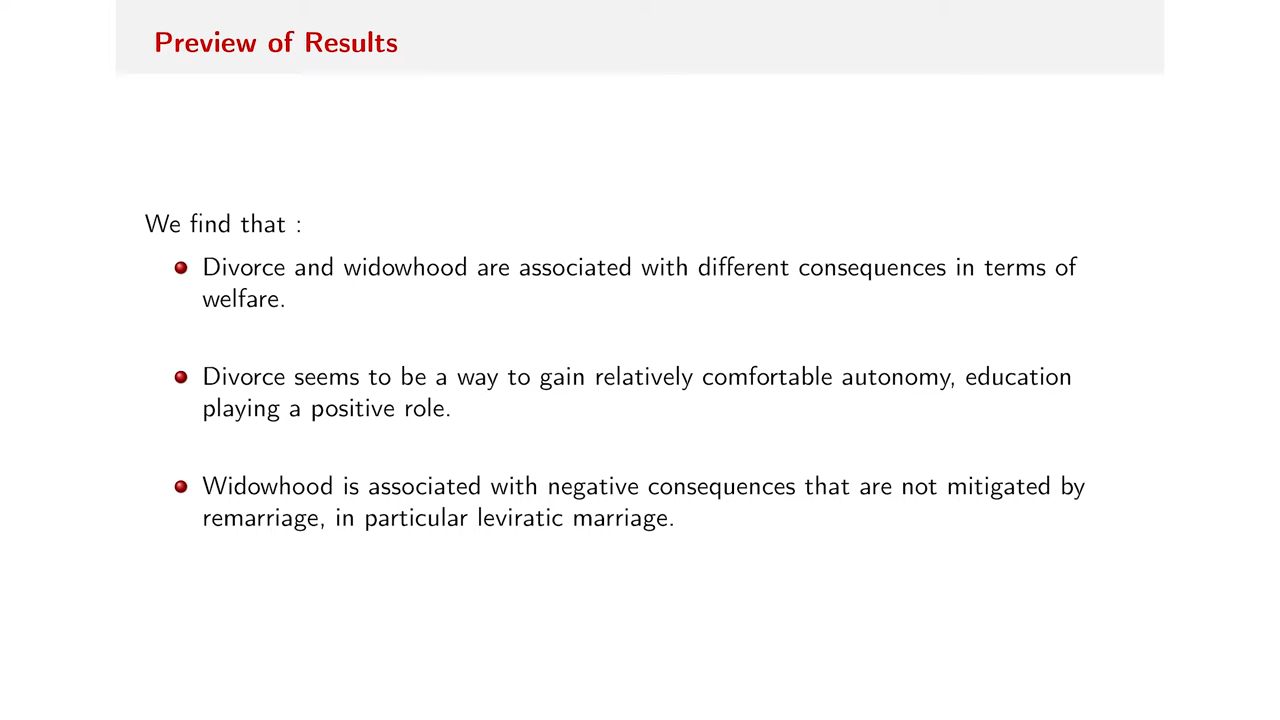 Preview of Results
We find that :
Divorce and widowhood are associated with different consequences in terms of
welfare.
Divorce seems to be a way to gain relatively comfortable autonomy, education
playing a positive role.
Widowhood is associated with negative consequences that are not mitigated by
remarriage, in particular leviratic marriage.